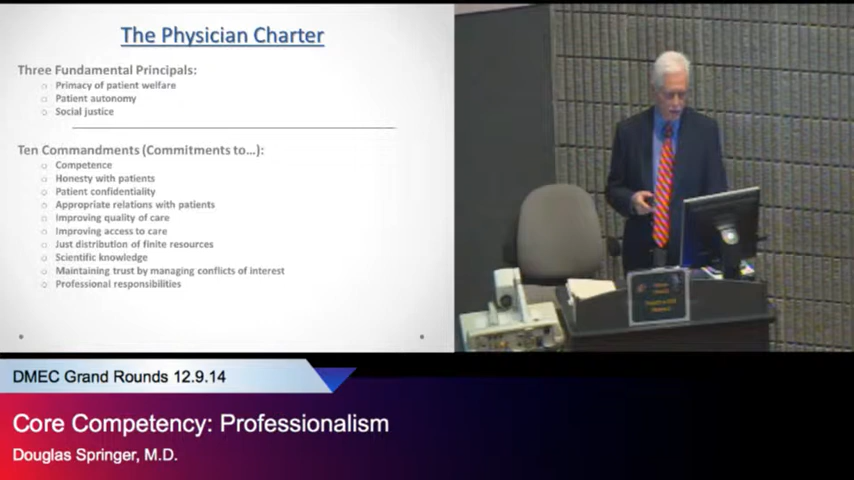 The Physician Charter
Three Fundamental Principals:
Primacy of patient welfare
Patient autonomy
Social justice
Ten Commandments (Commitments to…):
Competence
Honesty with patients
Patient confidentiality
Appropriate relations with patients
Improving quality of care
Improving access to care
Just distribution of finite resources
Scientific knowledge
Maintaining trust by managing conflicts of interest
Professional responsibilities
DMEC Grand Rounds 12.9.14
Core Competency: Professionalism
Douglas Springer, M.D.